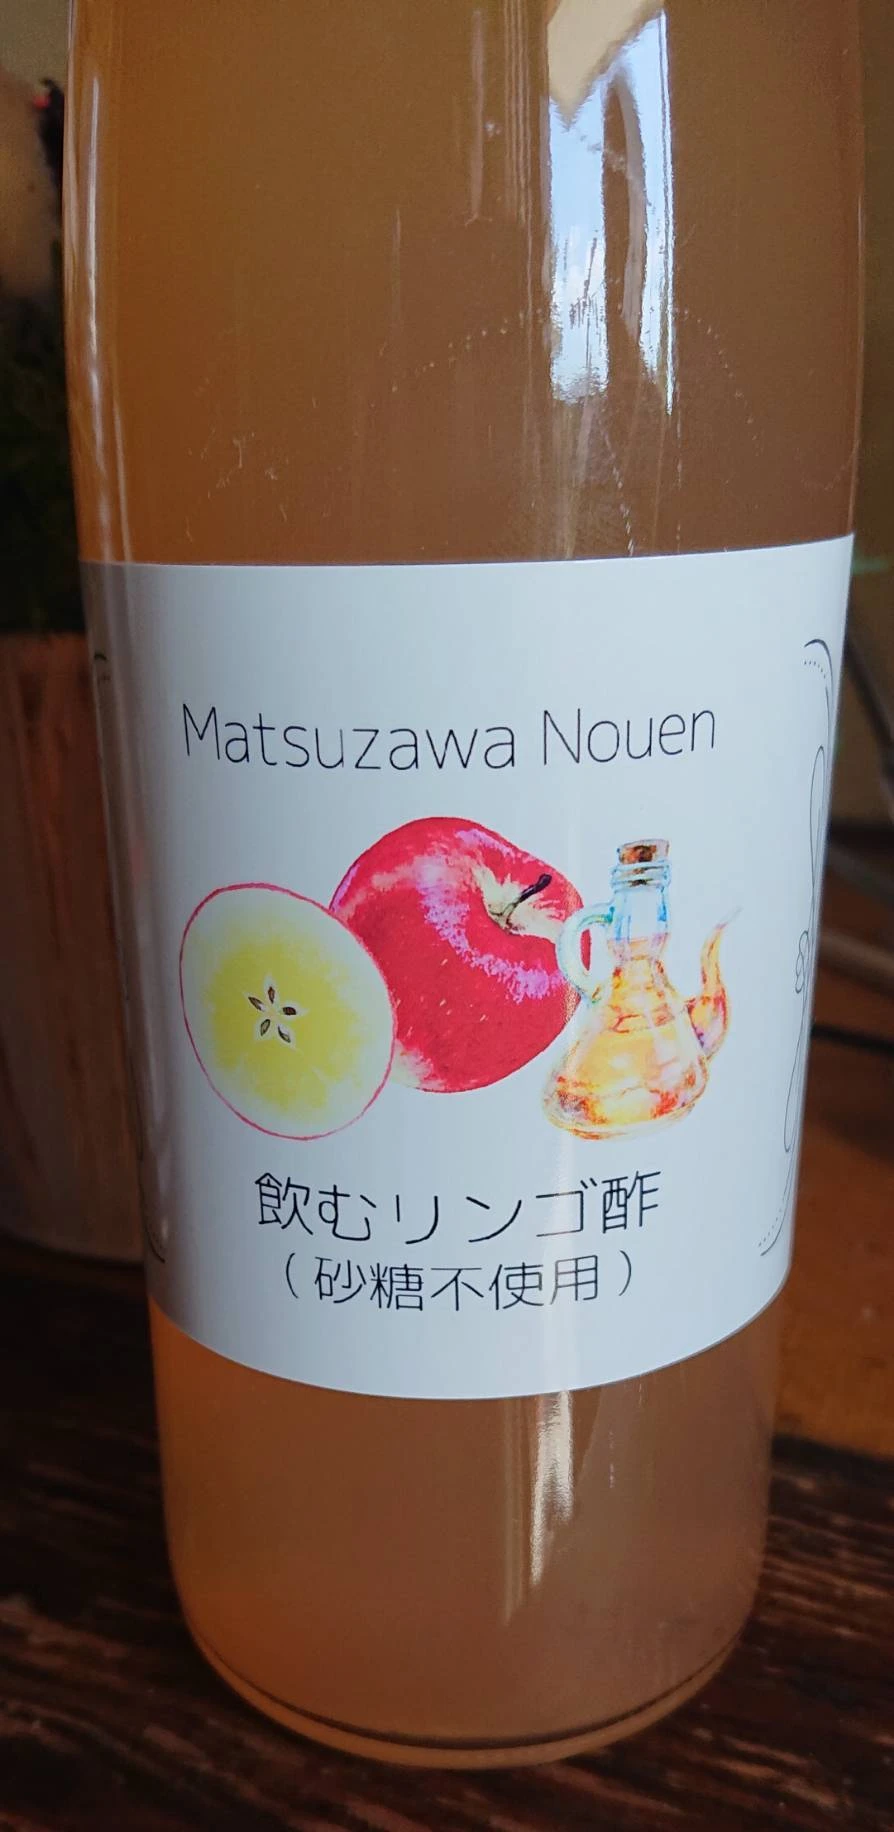 Matsuzawa Nouen
飲むリンゴ酢
（砂糖不使用）